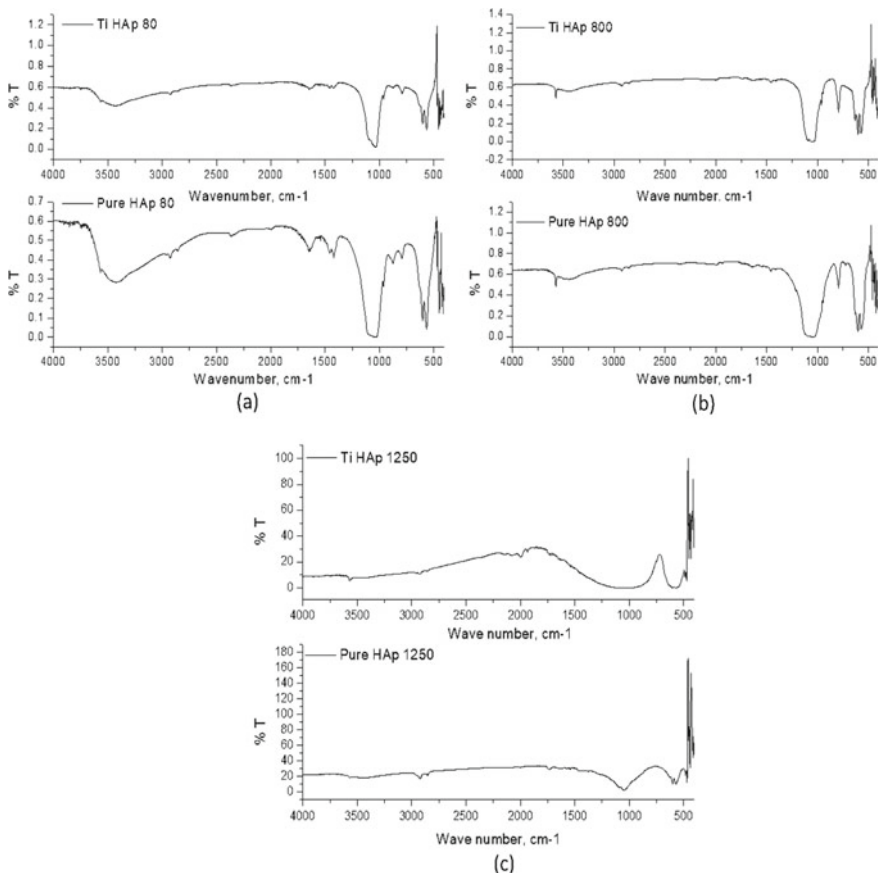 Ti HAp 80
% T
1.2
1.0
0.8
0.6
0.4
0.2
0.0
4000 3500 3000 2500 2000 1500 1000 500
Wavenumber, cm-1
Pure HAp 80
% T
0.7
0.6
0.5
0.4
0.3
0.2
0.1
0.0
4000 3500 3000 2500 2000 1500 1000 500
Wavenumber, cm-1
(a)
Ti HAp 800
% T
1.4
1.2
1.0
0.8
0.6
0.4
0.2
0.0
-0.2
4000 3500 3000 2500 2000 1500 1000 500
Wave number. cm-1
Pure HAp 800
% T
1.2
1.0
0.8
0.6
0.4
0.2
0.0
4000 3500 3000 2500 2000 1500 1000 500
Wave number, cm-1
(b)
Ti HAp 1250
% T
100
80
60
40
20
0
4000 3500 3000 2500 2000 1500 1000 500
Wave number, cm-1
Pure HAp 1250
% T
180
160
140
120
100
80
60
40
20
0
4000 3500 3000 2500 2000 1500 1000 500
Wave number, cm-1
(c)